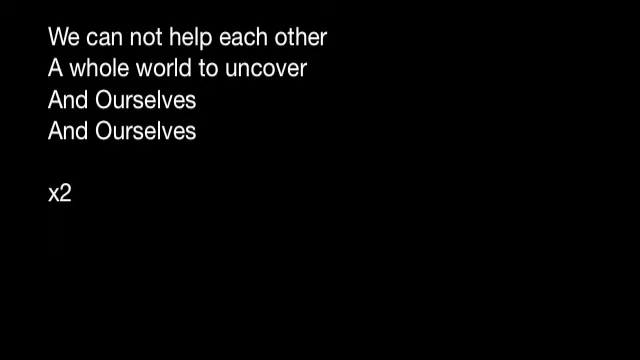 We can not help each other
A whole world to uncover
And Ourselves
And Ourselves
x2